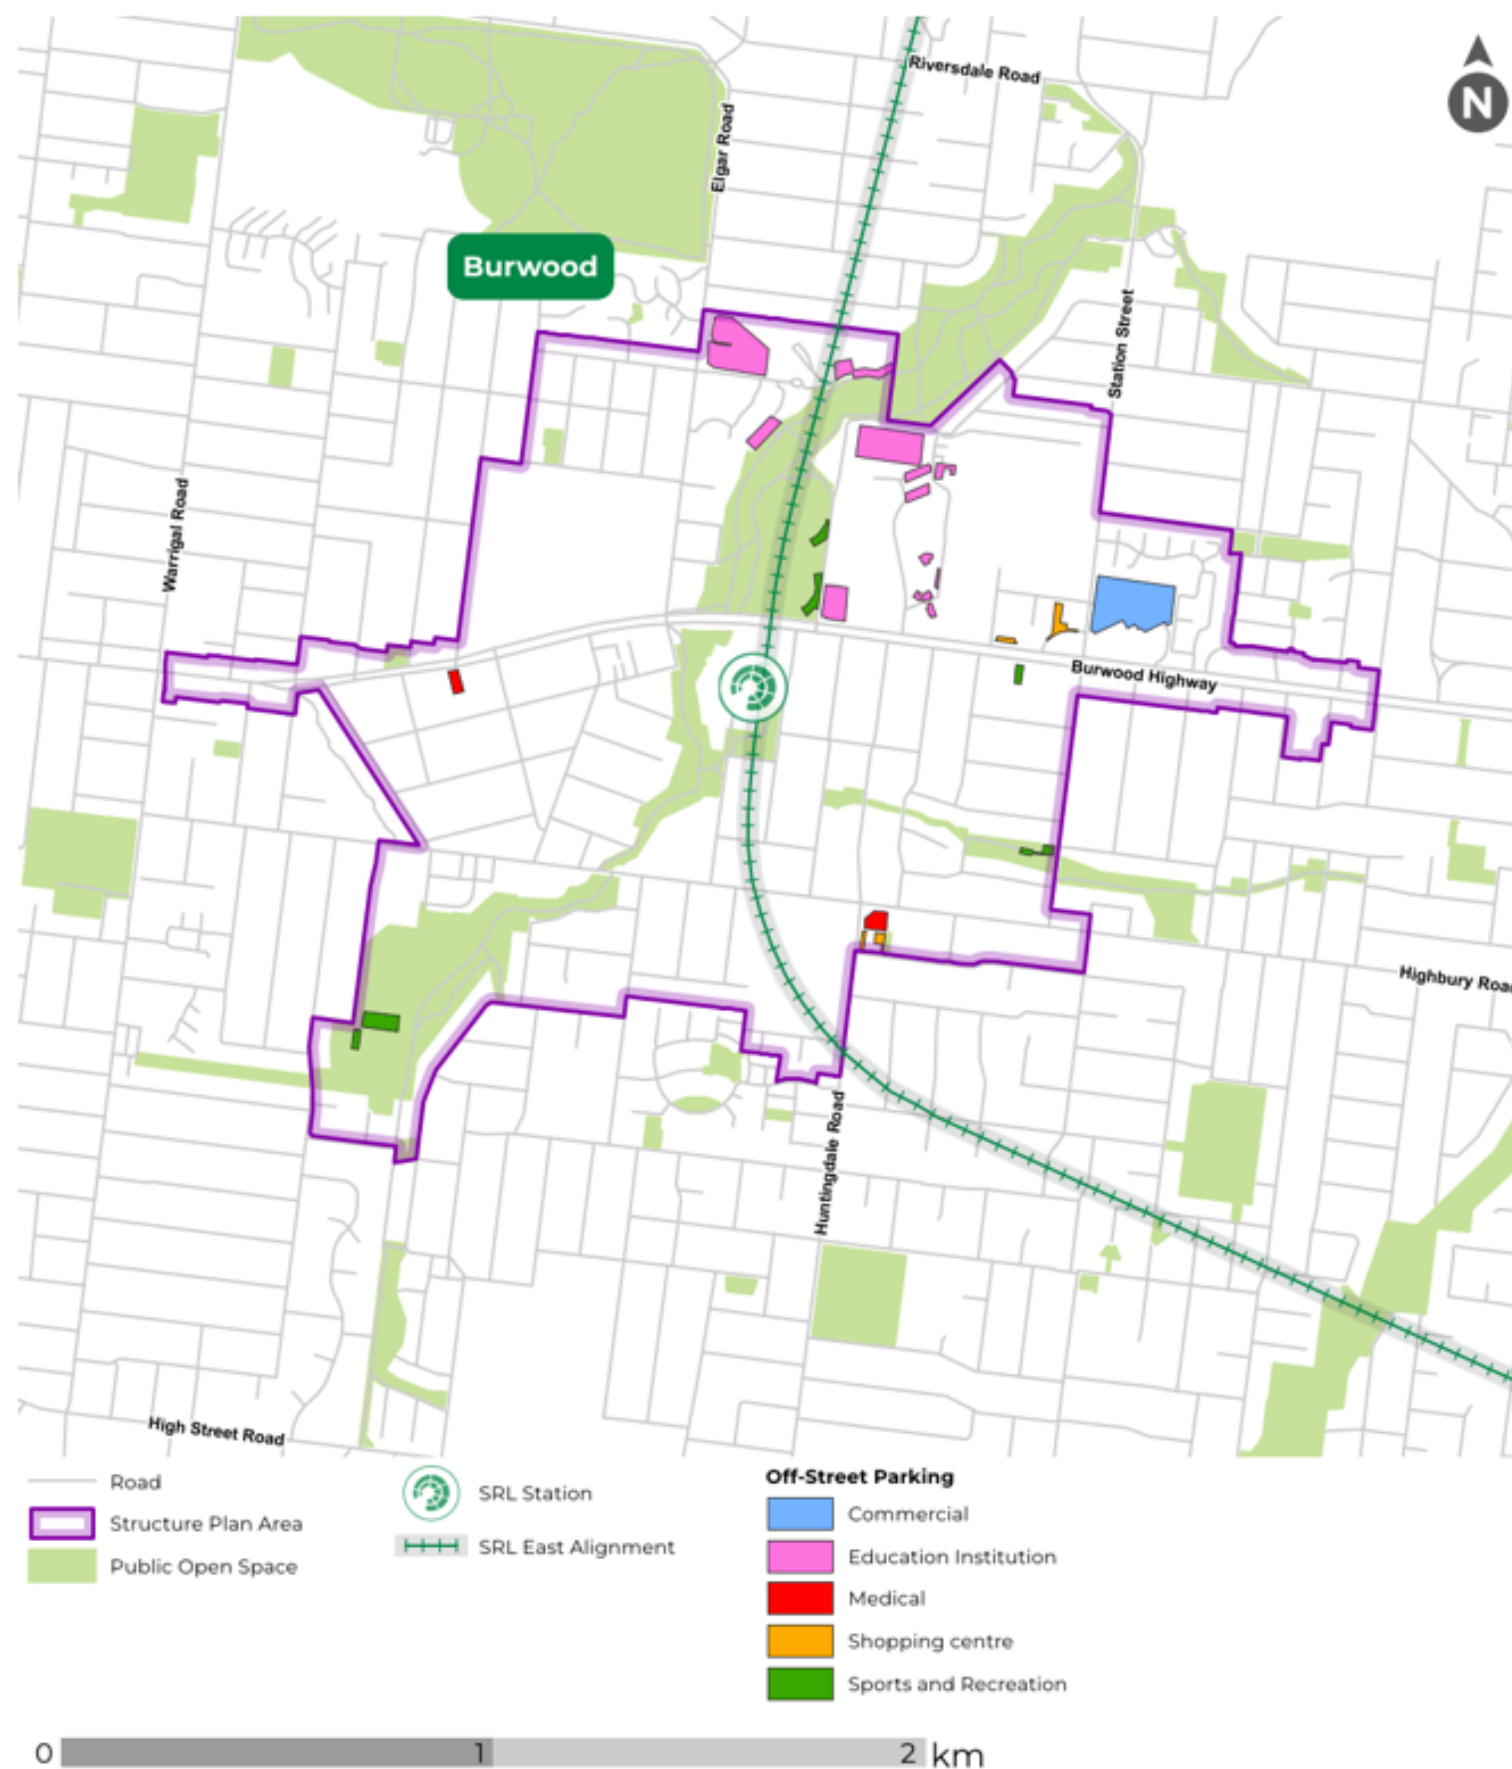 Riversdale Road
N
Elgar Road
Burwood
Station Street
Warrigal Road
Burwood Highway
Highbury Road
Huntingdale Road
High Street Road
Road
Structure Plan Area
Public Open Space
SRL Station
SRL East Alignment
Off-Street Parking
Commercial
Education Institution
Medical
Shopping centre
Sports and Recreation
0 1 2 km